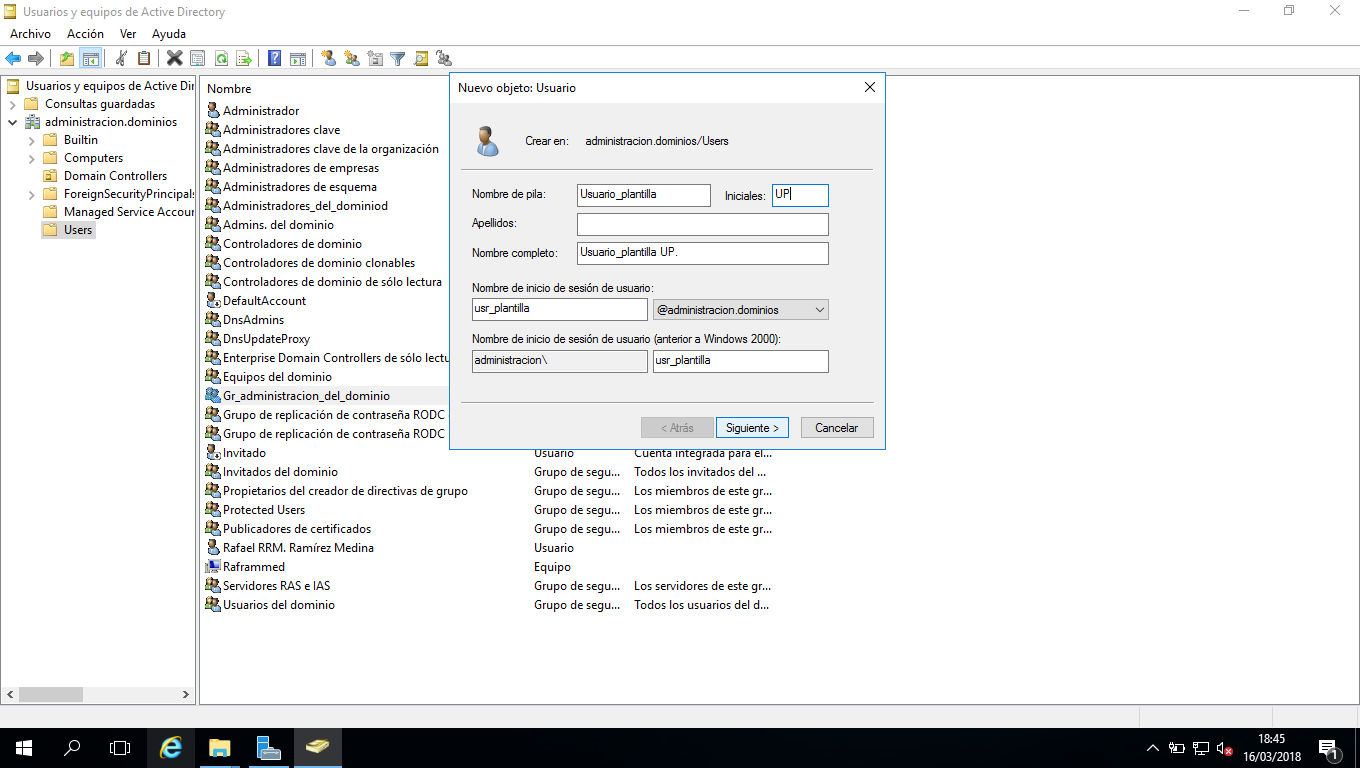 Usuarios y equipos de Active Directory
Archivo Acción Ver Ayuda
Usuarios y equipos de Active Dir
Consultas guardadas
administracion.dominios
Builtin
Computers
Domain Controllers
ForeignSecurityPrincipals
Managed Service Accour
Users
Nombre
Administrador
Administradores clave
Administradores clave de la organización
Administradores de empresas
Administradores de esquema
Administradores_del_dominiod
Admins. del dominio
Controladores de dominio
Controladores de dominio clonables
Controladores de dominio de sólo lectura
DefaultAccount
DnsAdmins
DnsUpdateProxy
Enterprise Domain Controllers de sólo lectu
Equipos del dominio
Gr_administracion_del_dominio
Grupo de replicación de contraseña RODC
Grupo de replicación de contraseña RODC
Invitado Usuario Cuenta integrada para el...
Invitados del dominio Grupo de segu... Todos los invitados del ...
Propietarios del creador de directivas de grupo Grupo de segu... Los miembros de este gr...
Protected Users Grupo de segu... Los miembros de este gr...
Publicadores de certificados Grupo de segu... Los miembros de este gr...
Rafael RRM. Ramírez Medina Usuario
Raframmed Equipo
Servidores RAS e IAS Grupo de segu... Los servidores de este gr...
Usuarios del dominio Grupo de segu... Todos los usuarios del d...
Nuevo objeto: Usuario
Crear en: administracion.dominios/Users
Nombre de pila: Usuario_plantilla Iniciales: UP
Apellidos:
Nombre completo: Usuario_plantilla UP.
Nombre de inicio de sesión de usuario:
usr_plantilla @administracion.dominios
Nombre de inicio de sesión de usuario (anterior a Windows 2000):
administracion\ usr_plantilla
< Atrás Siguiente > Cancelar
18:45
16/03/2018
1